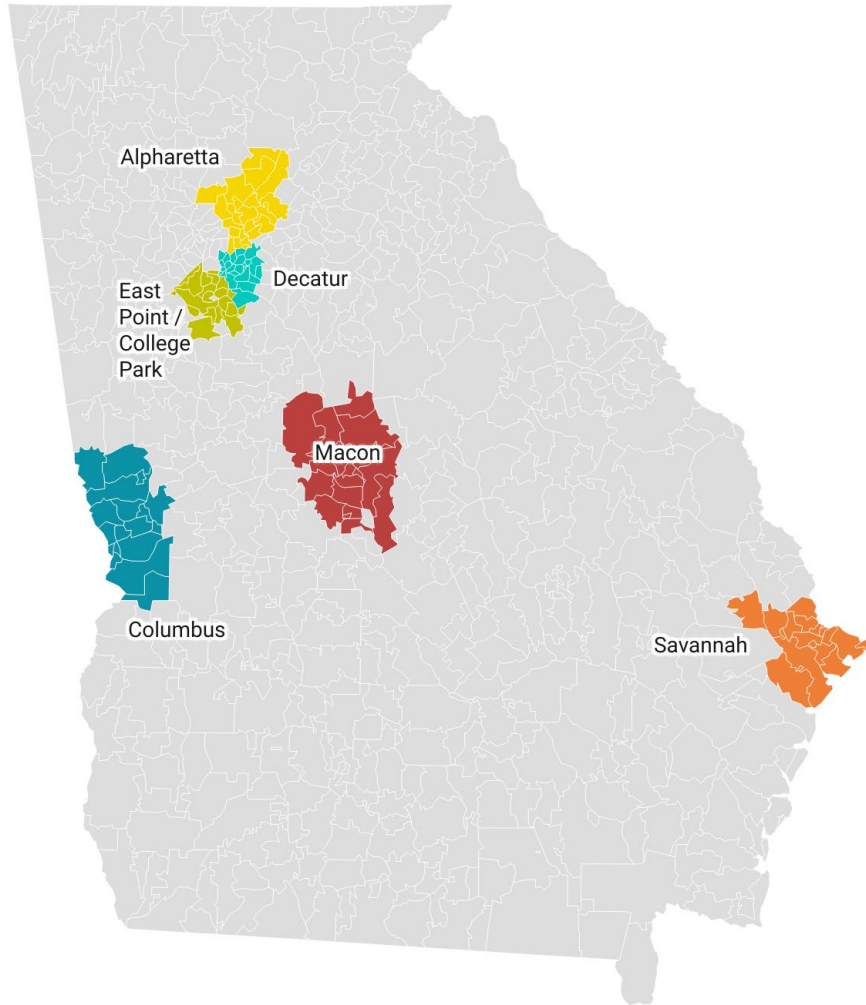 Alpharetta
Decatur
East
Point /
College
Park
Macon
Columbus
Savannah